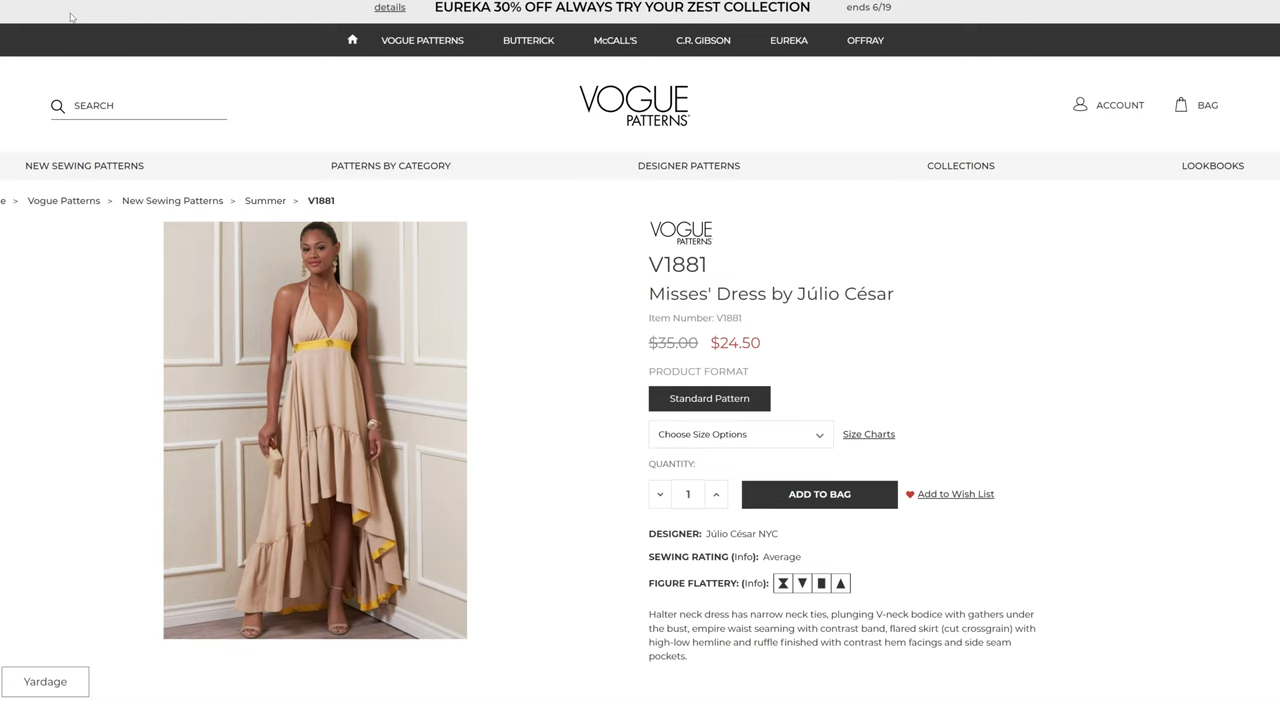 details
EUREKA 30% OFF ALWAYS TRY YOUR ZEST COLLECTION
ends 6/19
VOGUE PATTERNS
BUTTERICK
McCALL'S
C.R. GIBSON
EUREKA
OFFRAY
SEARCH
VOGUE
PATTERNS
ACCOUNT
BAG
NEW SEWING PATTERNS
PATTERNS BY CATEGORY
DESIGNER PATTERNS
COLLECTIONS
LOOKBOOKS
e > Vogue Patterns > New Sewing Patterns > Summer > V1881
VOGUE
PATTERNS
V1881
Misses' Dress by Júlio César
Item Number: V1881
$35.00 $24.50
PRODUCT FORMAT
Standard Pattern
Choose Size Options
Size Charts
QUANTITY:
1
ADD TO BAG
Add to Wish List
DESIGNER: Júlio César NYC
SEWING RATING (Info): Average
FIGURE FLATTERY: (Info):
Halter neck dress has narrow neck ties, plunging V-neck bodice with gathers under
the bust, empire waist seaming with contrast band, flared skirt (cut crossgrain) with
high-low hemline and ruffle finished with contrast hem facings and side seam
pockets.
Yardage